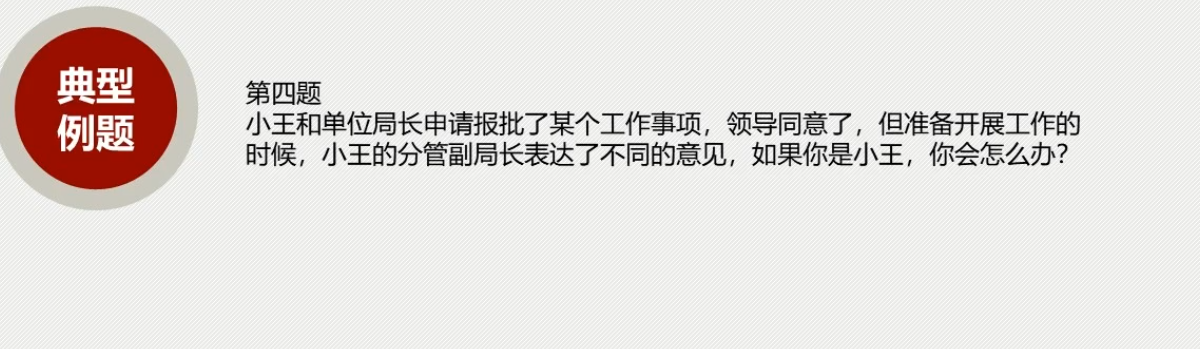 典型
例题
第四题
小王和单位局长申请报批了某个工作事项，领导同意了，但准备开展工作的
时候，小王的分管副局长表达了不同的意见，如果你是小王，你会怎么办？